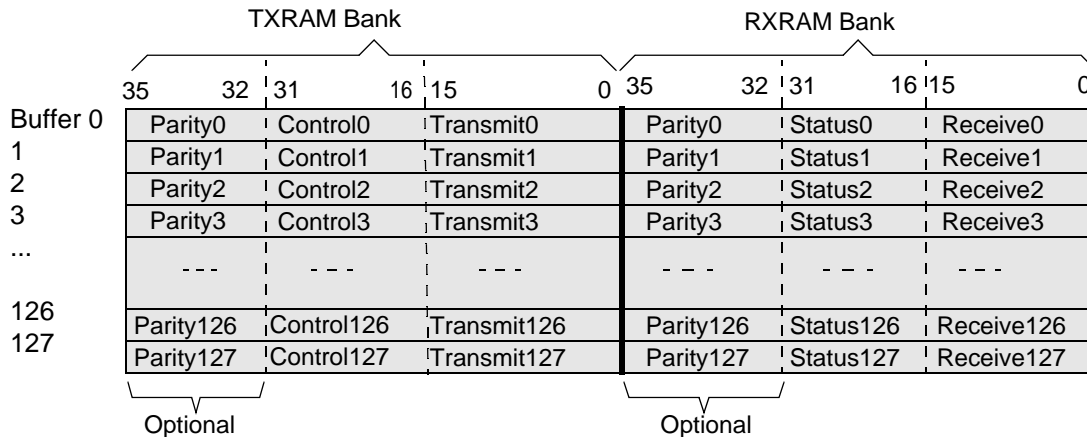 TXRAM Bank RXRAM Bank
35 32 31 16 15 0 35 32 31 16 15 0
Buffer 0 Parity0 Control0 Transmit0 Parity0 Status0 Receive0
1 Parity1 Control1 Transmit1 Parity1 Status1 Receive1
2 Parity2 Control2 Transmit2 Parity2 Status2 Receive2
3 Parity3 Control3 Transmit3 Parity3 Status3 Receive3
...
126 Parity126 Control126 Transmit126 Parity126 Status126 Receive126
127 Parity127 Control127 Transmit127 Parity127 Status127 Receive127
Optional Optional